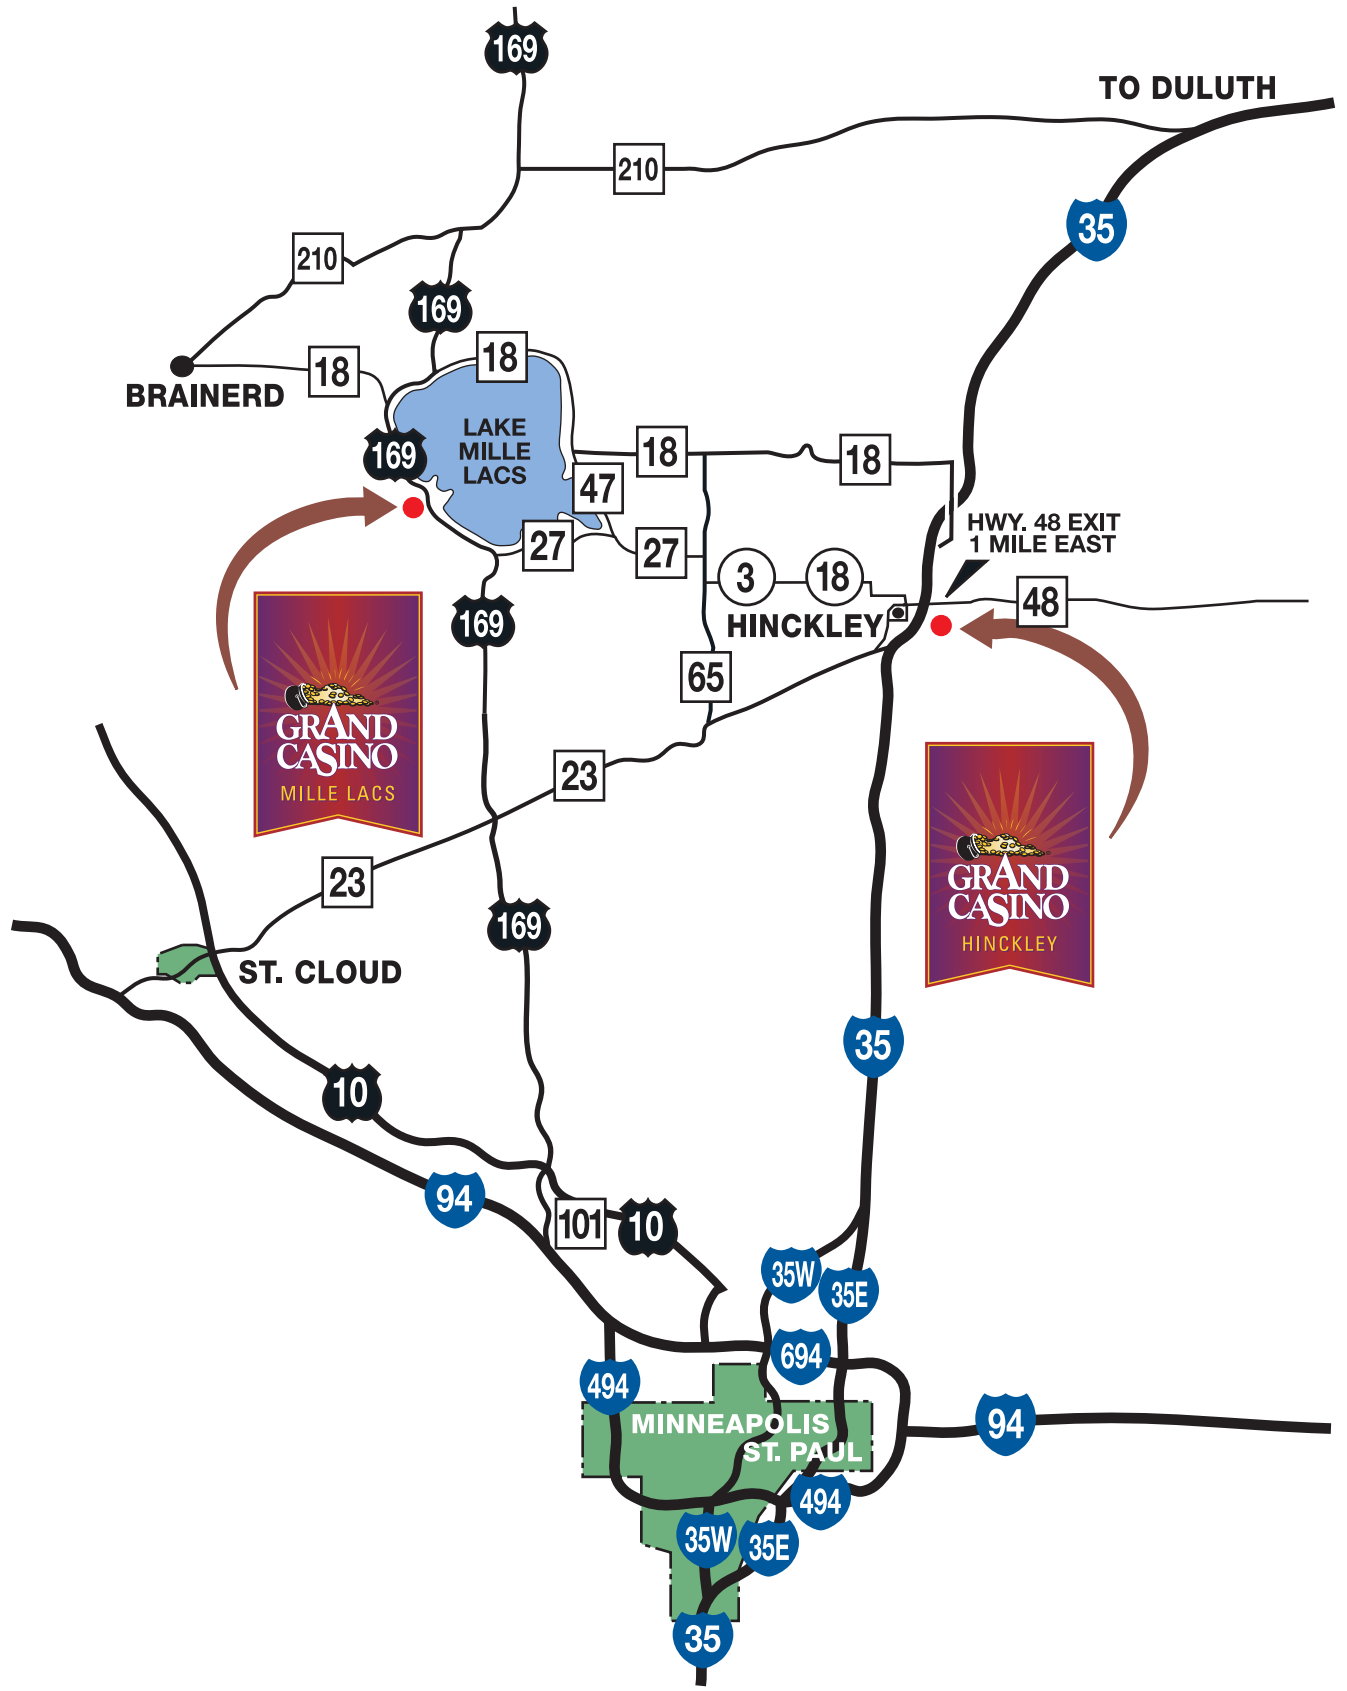 169
TO DULUTH
210
35
210
169
18
18
BRAINERD
LAKE
MILLE
LACS
169
18
18
47
HWY. 48 EXIT
1 MILE EAST
27
27
3
18
48
169
HINCKLEY
65
GRAND
CASINO
MILLE LACS
23
23
GRAND
CASINO
HINCKLEY
169
ST. CLOUD
35
10
94
101
10
35W
35E
694
494
MINNEAPOLIS
ST. PAUL
94
494
35W
35E
35